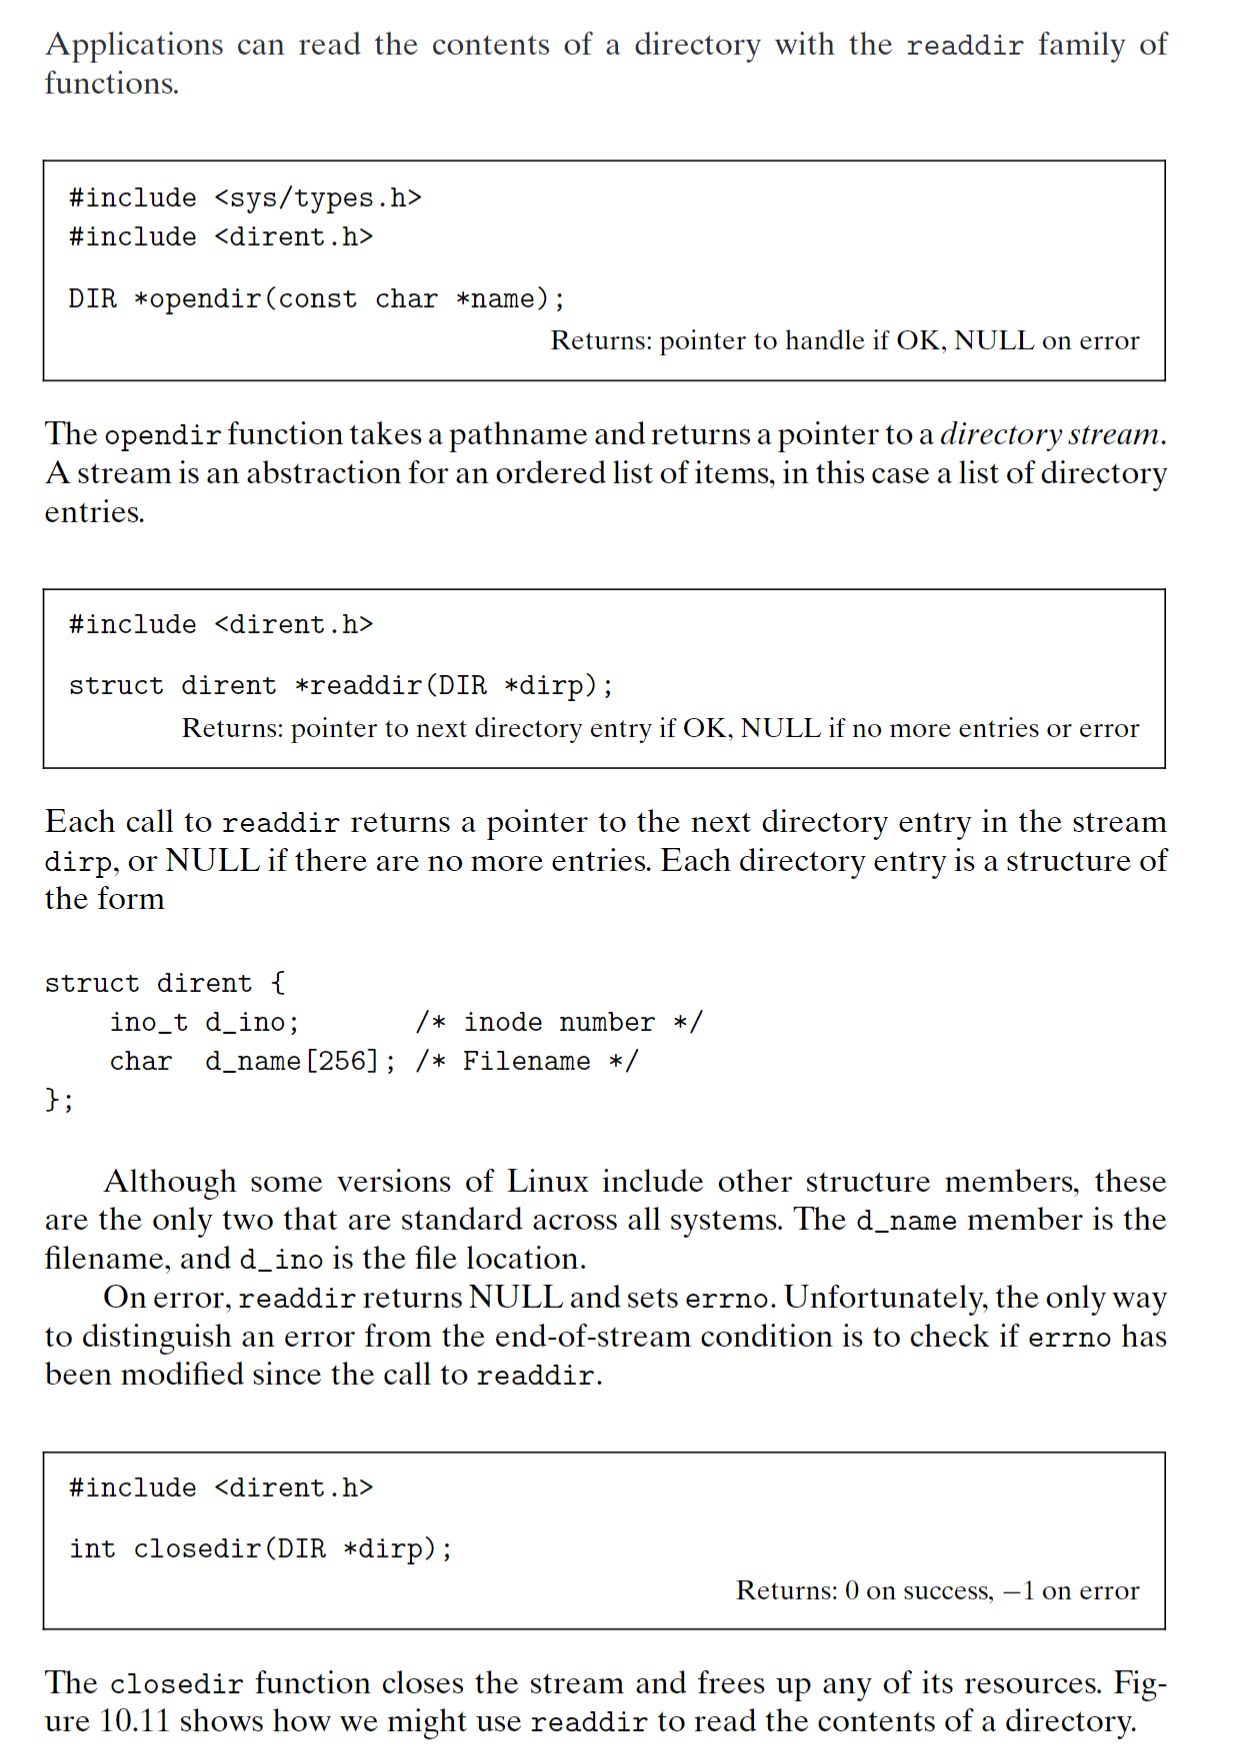 Applications can read the contents of a directory with the readdir family of
functions.
#include <sys/types.h>
#include <dirent.h>
DIR *opendir(const char *name);
Returns: pointer to handle if OK, NULL on error
The opendir function takes a pathname and returns a pointer to a directory stream.
A stream is an abstraction for an ordered list of items, in this case a list of directory
entries.
#include <dirent.h>
struct dirent *readdir(DIR *dirp);
Returns: pointer to next directory entry if OK, NULL if no more entries or error
Each call to readdir returns a pointer to the next directory entry in the stream
dirp, or NULL if there are no more entries. Each directory entry is a structure of
the form
struct dirent {
    ino_t d_ino;       /* inode number */
    char  d_name[256]; /* Filename */
};
Although some versions of Linux include other structure members, these
are the only two that are standard across all systems. The d_name member is the
filename, and d_ino is the file location.
On error, readdir returns NULL and sets errno. Unfortunately, the only way
to distinguish an error from the end-of-stream condition is to check if errno has
been modified since the call to readdir.
#include <dirent.h>
int closedir(DIR *dirp);
Returns: 0 on success, −1 on error
The closedir function closes the stream and frees up any of its resources. Fig-
ure 10.11 shows how we might use readdir to read the contents of a directory.